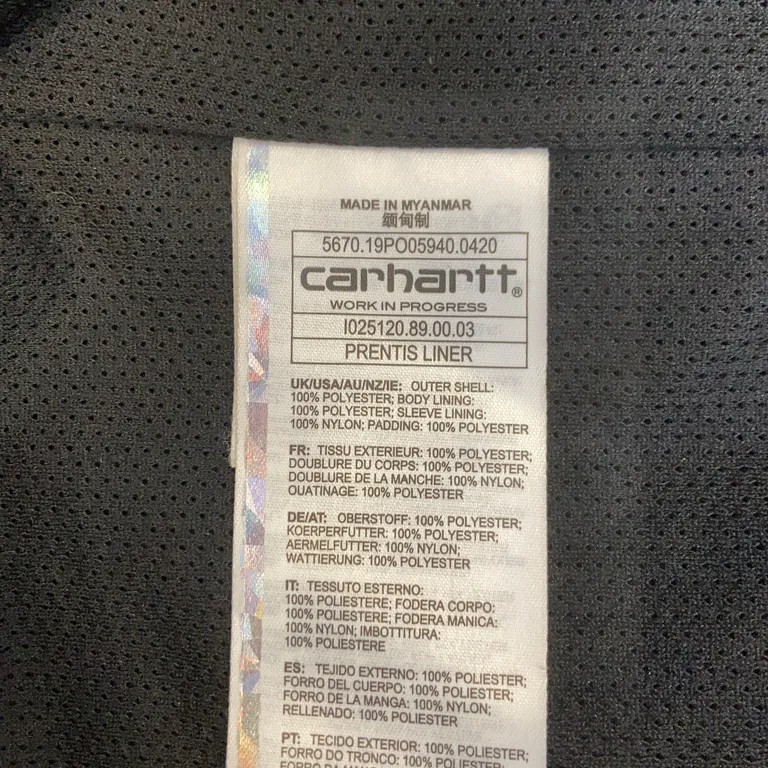 MADE IN MYANMAR
缅甸制
5670.19PO05940.0420
carhartt®
WORK IN PROGRESS
I025120.89.00.03
PRENTIS LINER
UK/USA/AU/NZ/IE: OUTER SHELL:
100% POLYESTER; BODY LINING:
100% POLYESTER; SLEEVE LINING:
100% NYLON; PADDING: 100% POLYESTER
FR: TISSU EXTERIEUR: 100% POLYESTER;
DOUBLURE DU CORPS: 100% POLYESTER;
DOUBLURE DE LA MANCHE: 100% NYLON;
OUATINAGE: 100% POLYESTER
DE/AT: OBERSTOFF: 100% POLYESTER;
KOERPERFUTTER: 100% POLYESTER;
AERMELFUTTER: 100% NYLON;
WATTIERUNG: 100% POLYESTER
IT: TESSUTO ESTERNO:
100% POLIESTERE; FODERA CORPO:
100% POLIESTERE; FODERA MANICA:
100% NYLON; IMBOTTITURA:
100% POLIESTERE
ES: TEJIDO EXTERNO: 100% POLIESTER;
FORRO DEL CUERPO: 100% POLIESTER;
FORRO DE LA MANGA: 100% NYLON;
RELLENADO: 100% POLIESTER
PT: TECIDO EXTERIOR: 100% POLIESTER;
FORRO DO TRONCO: 100% POLIESTER;